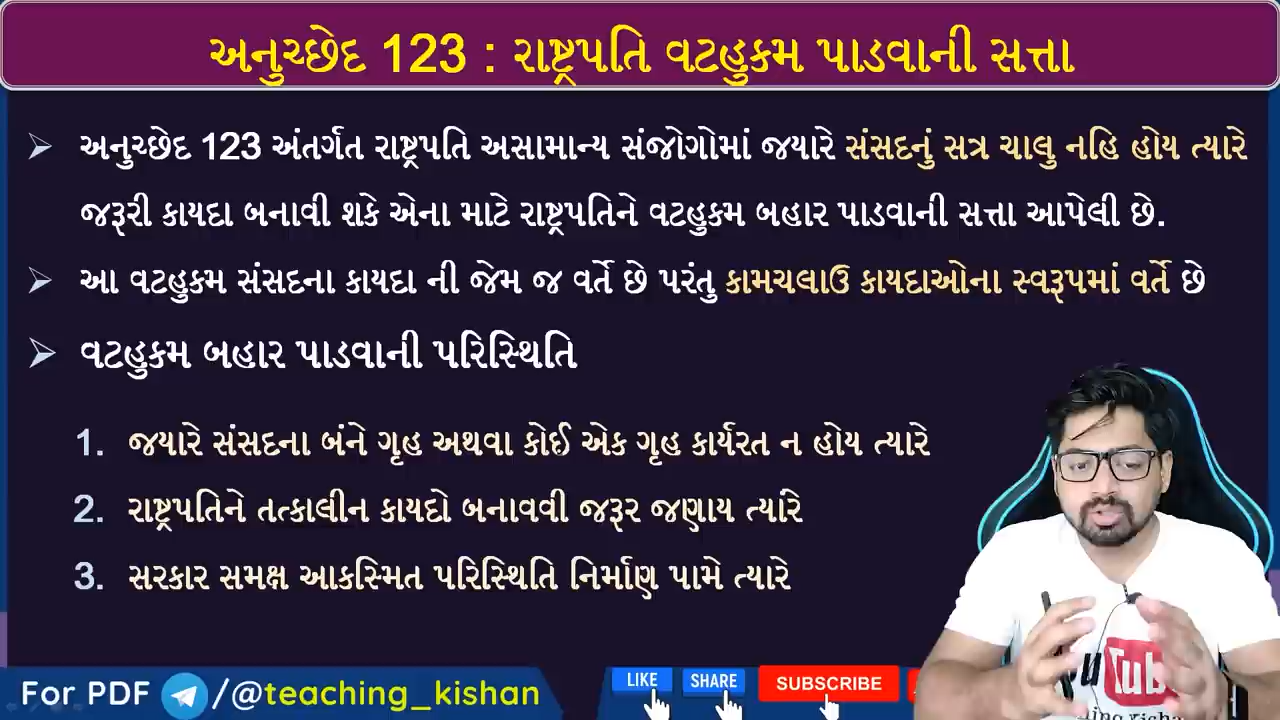 અનુચ્છેદ 123 : રાષ્ટ્રપતિ વટહુકમ પાડવાની સત્તા
➢ અનુચ્છેદ 123 અંતર્ગત રાષ્ટ્રપતિ અસામાન્ય સંજોગોમાં જયારે સંસદનું સત્ર ચાલુ નહિ હોય ત્યારે
જરૂરી કાયદા બનાવી શકે એના માટે રાષ્ટ્રપતિને વટહુકમ બહાર પાડવાની સત્તા આપેલી છે.
➢ આ વટહુકમ સંસદના કાયદા ની જેમ જ વર્તે છે પરંતુ કામચલાઉ કાયદાઓના સ્વરૂપમાં વર્તે છે
➢ વટહુકમ બહાર પાડવાની પરિસ્થિતિ
1. જયારે સંસદના બંને ગૃહ અથવા કોઈ એક ગૃહ કાર્યરત ન હોય ત્યારે
2. રાષ્ટ્રપતિને તત્કાલીન કાયદો બનાવવી જરૂર જણાય ત્યારે
3. સરકાર સમક્ષ આકસ્મિત પરિસ્થિતિ નિર્માણ પામે ત્યારે
Tube
For PDF /@teaching_kishan
LIKE SHARE SUBSCRIBE